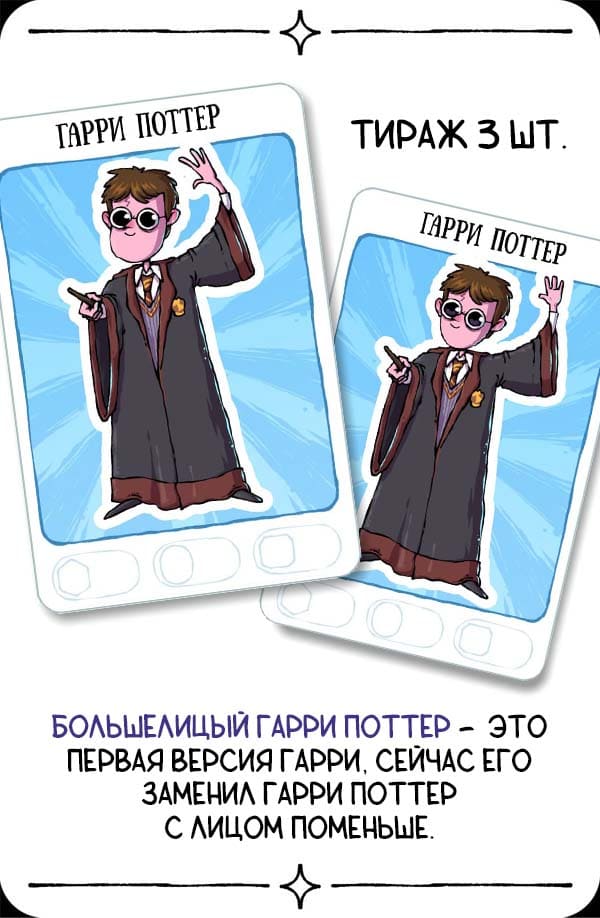 ГАРРИ ПОТТЕР
ТИРАЖ 3 ШТ.
ГАРРИ ПОТТЕР
БОЛЬШЕЛИЦЫЙ ГАРРИ ПОТТЕР – ЭТО
ПЕРВАЯ ВЕРСИЯ ГАРРИ, СЕЙЧАС ЕГО
ЗАМЕНИЛ ГАРРИ ПОТТЕР
С ЛИЦОМ ПОМЕНЬШЕ.